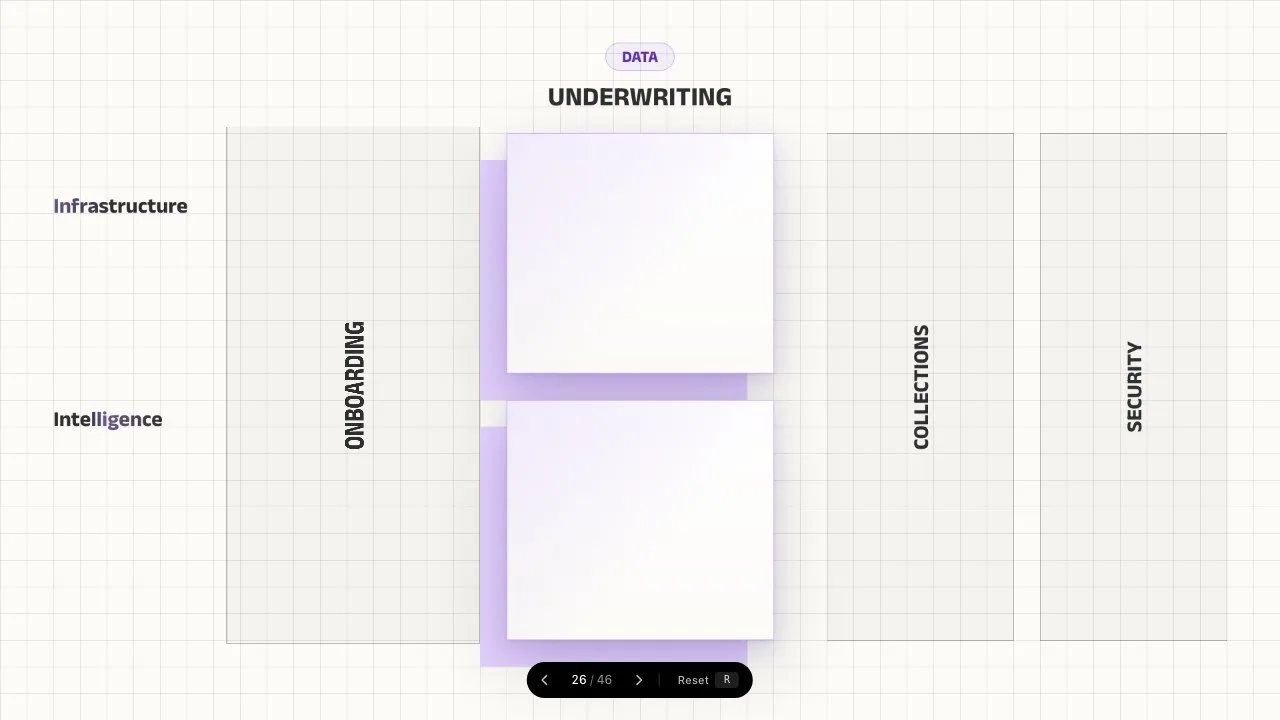 DATA
UNDERWRITING
Infrastructure
Intelligence
ONBOARDING
COLLECTIONS
SECURITY
26 / 46
Reset R